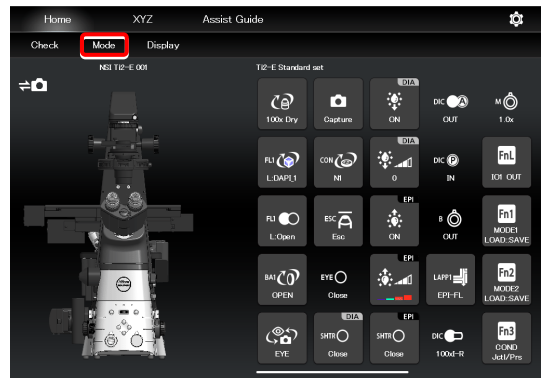 Home XYZ Assist Guide
Check Mode Display
NSI Ti2-E 001 Ti2-E Standard set
DIA
DIC A M
100x Dry Capture ON OUT 1.0x
DIA
FL1 CON DIC P FnL
L:DAPI_1 N1 0 IN IO1 OUT
EPI
FL1 ESC B Fn1
L:Open Esc ON OUT MODE1
LOAD:SAVE
EPI
BA1 EYE LAPP1 Fn2
OPEN Close EPI-FL MODE2
LOAD:SAVE
DIA EPI
SHTR SHTR DIC Fn3
EYE Close Close 100xI-R COND
Jctl/Prs